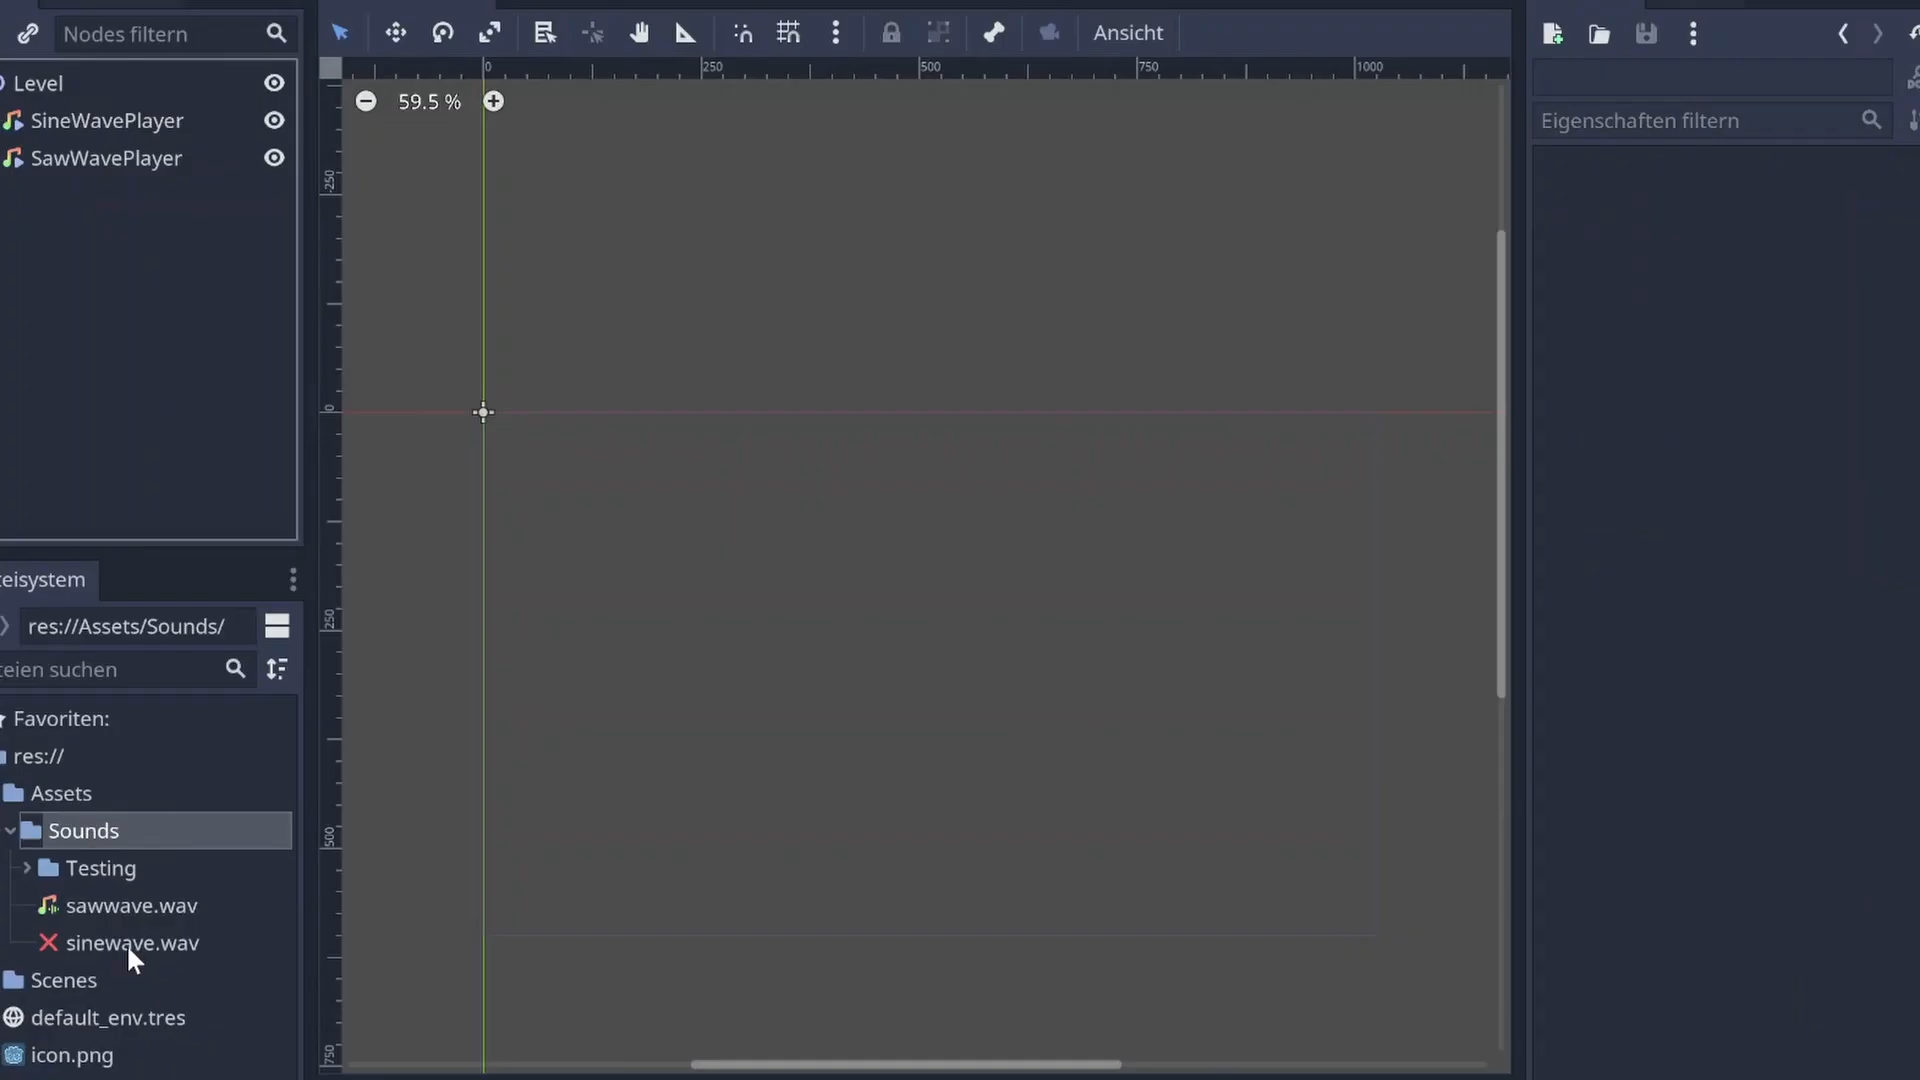 Nodes filtern
Ansicht
Level
SineWavePlayer
SawWavePlayer
0
250
500
750
1000
59.5 %
-250
0
250
500
750
Eigenschaften filtern
teisystem
res://Assets/Sounds/
teien suchen
Favoriten:
res://
Assets
Sounds
Testing
sawwave.wav
sinewave.wav
Scenes
default_env.tres
icon.png